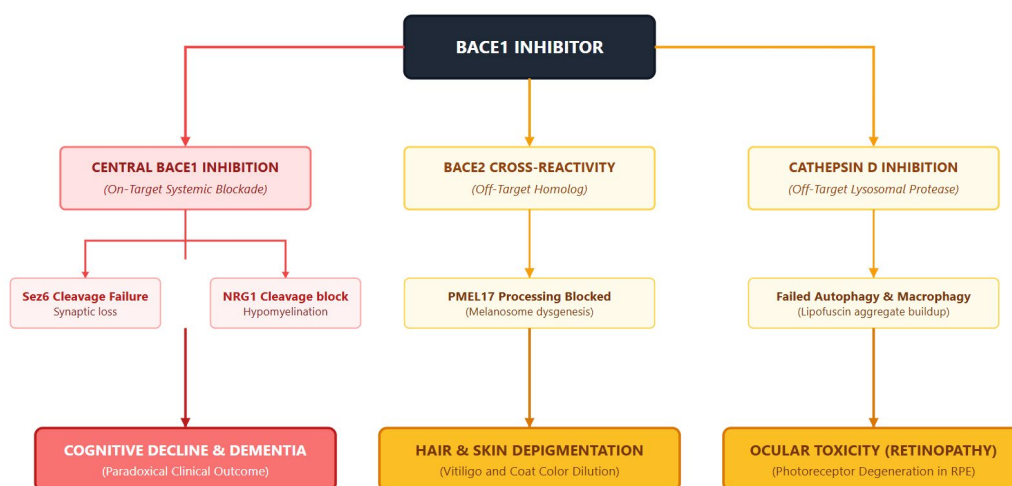 BACE1 INHIBITOR
CENTRAL BACE1 INHIBITION
(On-Target Systemic Blockade)
BACE2 CROSS-REACTIVITY
(Off-Target Homolog)
CATHEPSIN D INHIBITION
(Off-Target Lysosomal Protease)
Sez6 Cleavage Failure
Synaptic loss
NRG1 Cleavage block
Hypomyelination
PMEL17 Processing Blocked
(Melanosome dysgenesis)
Failed Autophagy & Macrophagy
(Lipofuscin aggregate buildup)
COGNITIVE DECLINE & DEMENTIA
(Paradoxical Clinical Outcome)
HAIR & SKIN DEPIGMENTATION
(Vitiligo and Coat Color Dilution)
OCULAR TOXICITY (RETINOPATHY)
(Photoreceptor Degeneration in RPE)